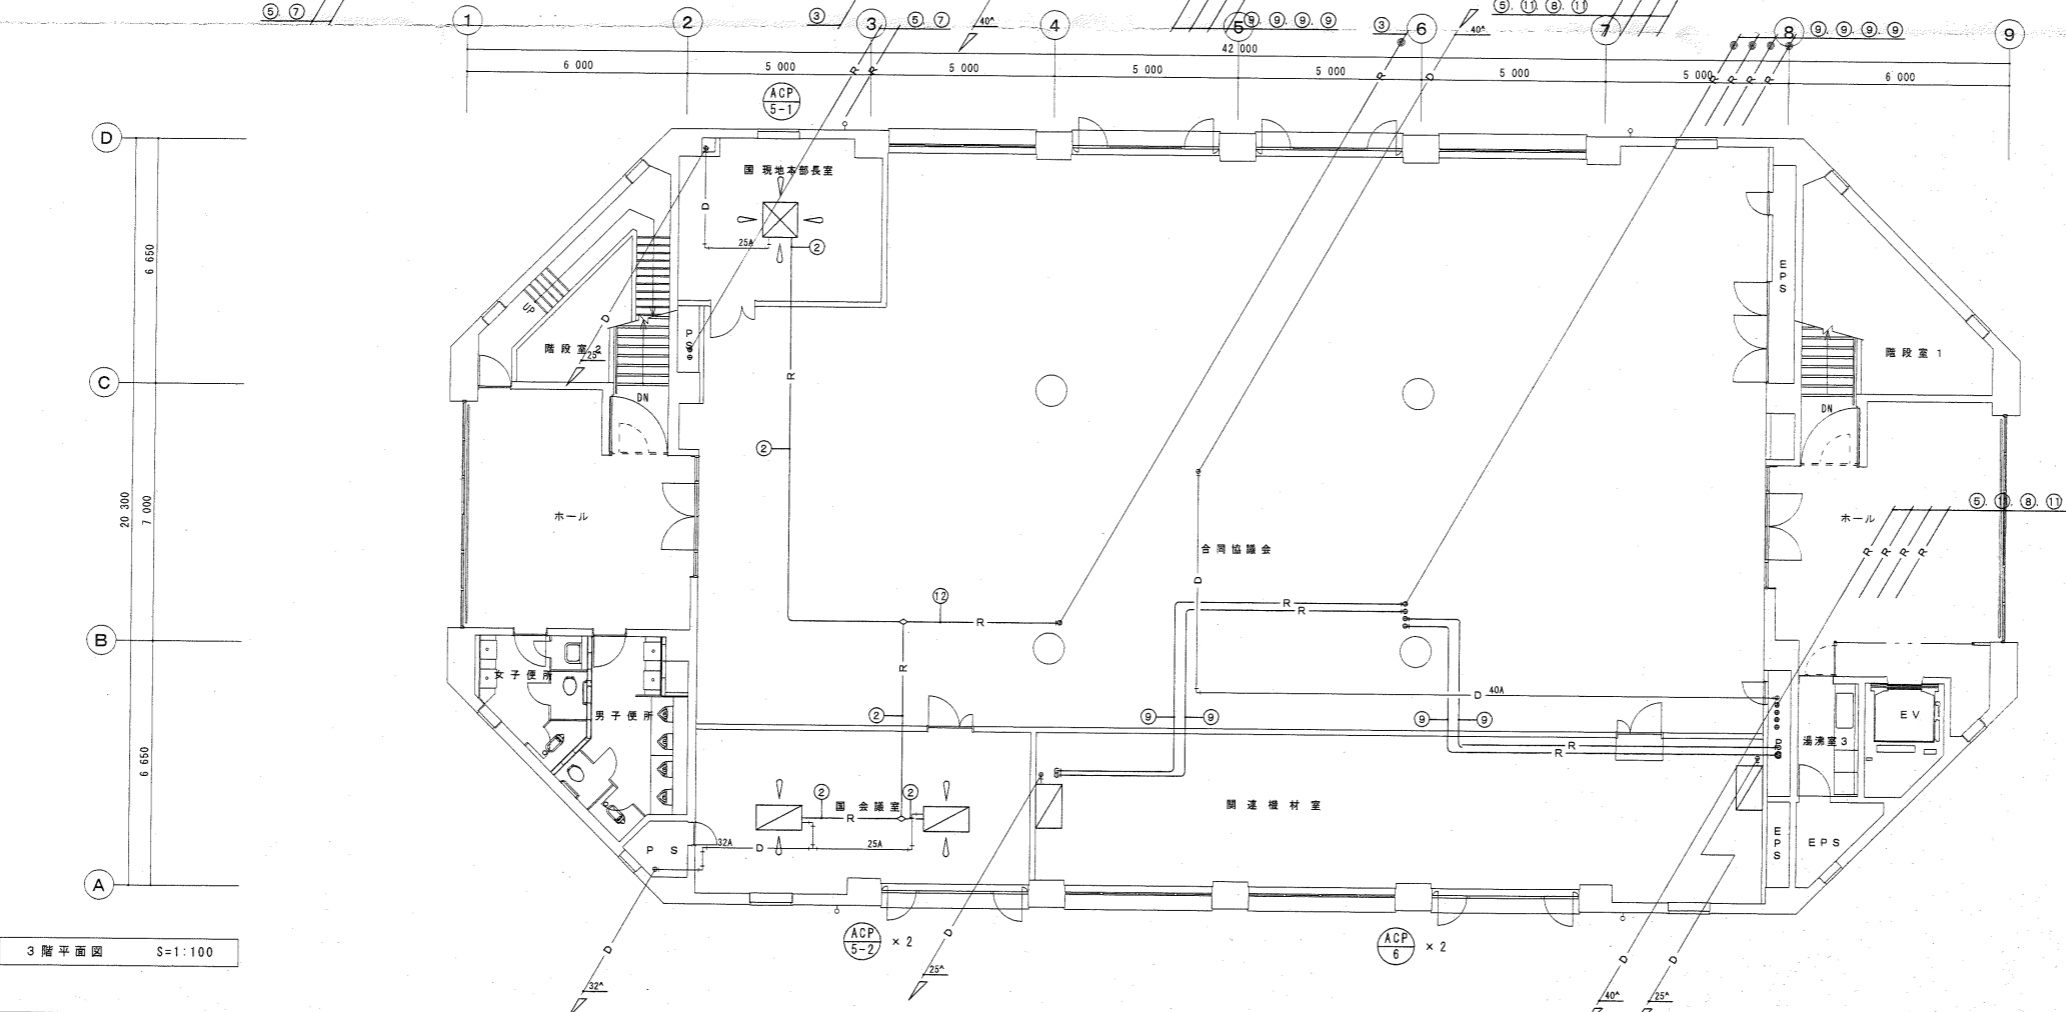 ⑤. ⑦
③
⑤. ⑦
40A
⑨. ⑨. ⑨. ⑨
③
40A
⑤. ⑪. ⑧. ⑪
⑨. ⑨. ⑨. ⑨
1 2 3 4 5 6 7 8 9
42 000
6 000 5 000 5 000 5 000 5 000 5 000 5 000 6 000
R R R D R R R R
ACP
5-1
D
国 現地本部長室
D
25A
②
6 650
UP
D
PS
EPS
階段室 2
25A
階段室 1
R
C
DN
DN
②
20 300
7 000
⑤. ⑪. ⑧. ⑪
ホール
ホール
合同協議会
R R R R
D
⑫
R
R
R
B
女子便所
R
D 40A
男子便所
②
⑨ ⑨
⑨ ⑨
EV
湯沸室3
R
R
D
6 650
②
国 会議室
②
R
関連機材室
PS
32A
D
25A
EPS
EPS
A
ACP
5-2
×2
ACP
6
×2
D
D
D
D
3階平面図 S=1:100
25A
32A
40A
25A